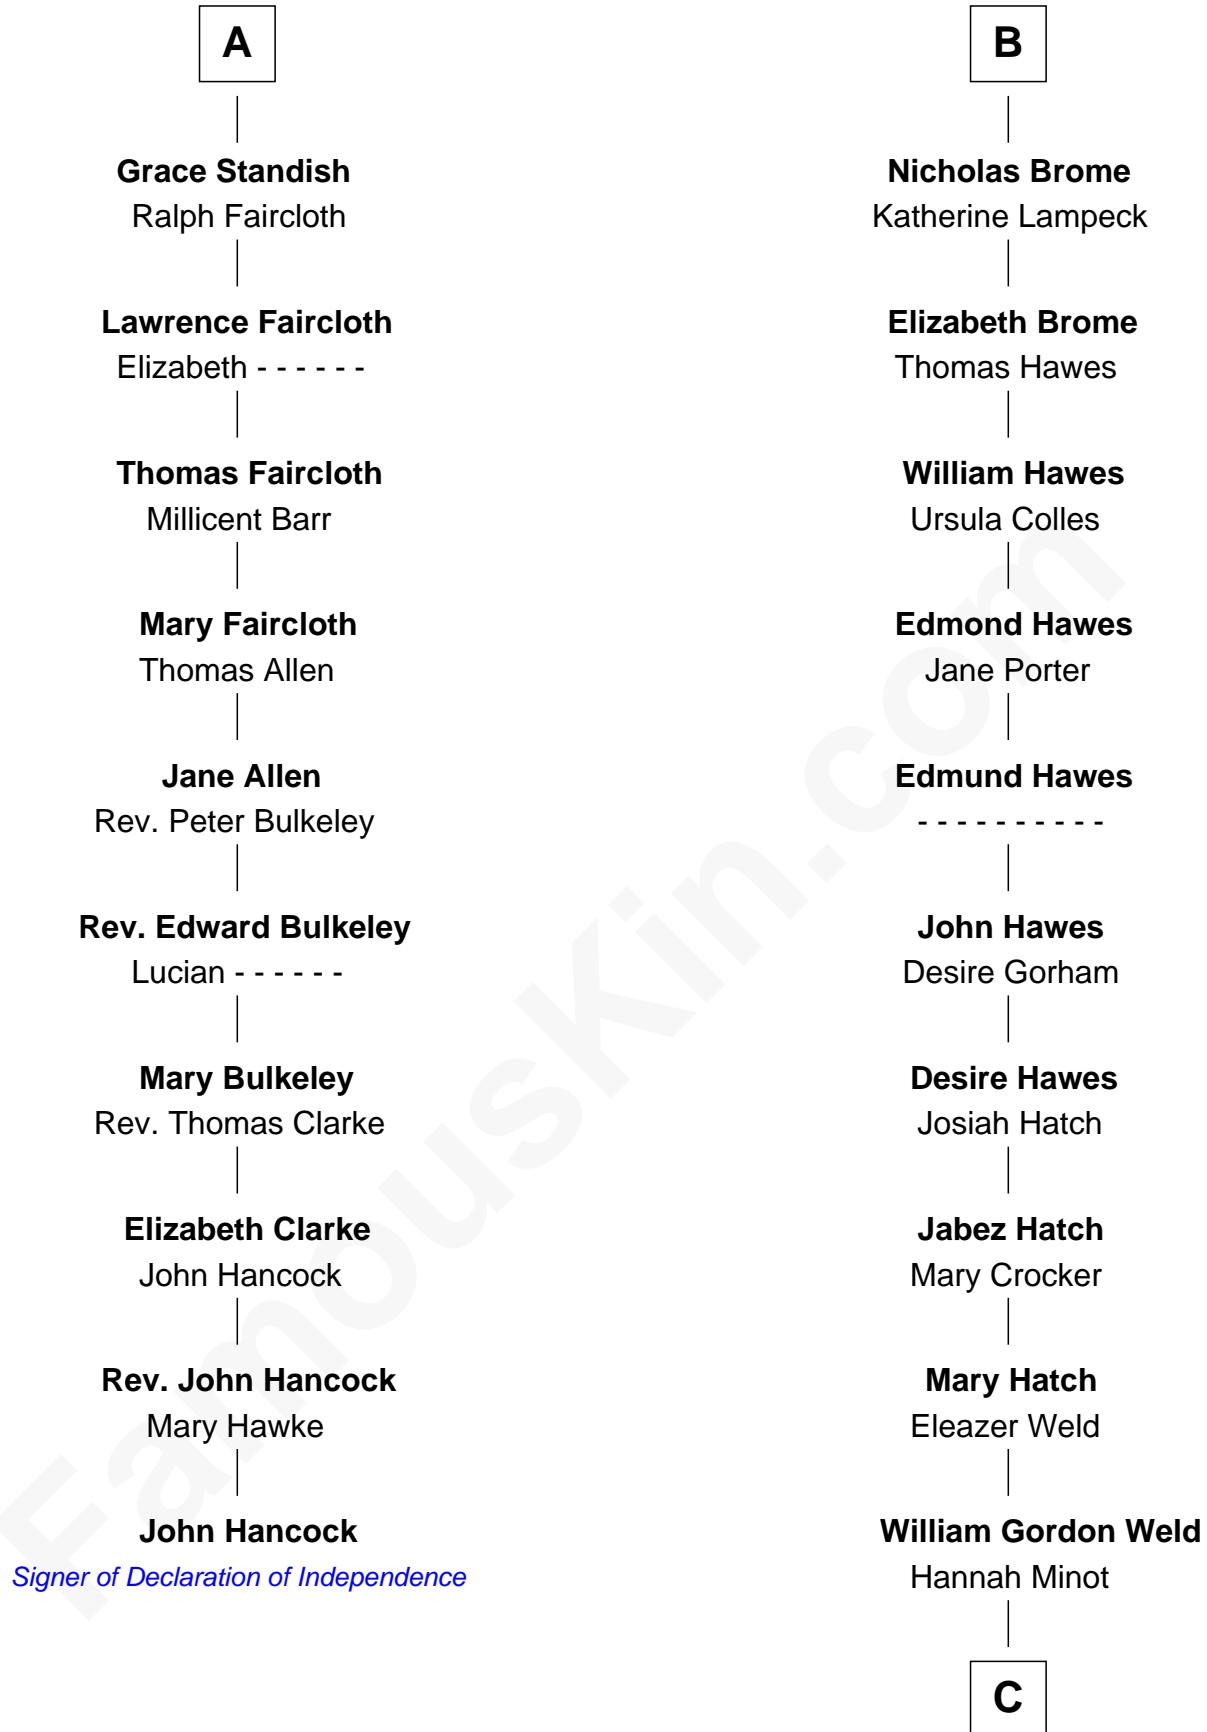 A
Grace Standish
Ralph Faircloth
Lawrence Faircloth
Elizabeth - - - - - -
Thomas Faircloth
Millicent Barr
Mary Faircloth
Thomas Allen
Jane Allen
Rev. Peter Bulkeley
Rev. Edward Bulkeley
Lucian - - - - - -
Mary Bulkeley
Rev. Thomas Clarke
Elizabeth Clarke
John Hancock
Rev. John Hancock
Mary Hawke
John Hancock
Signer of Declaration of Independence
B
Nicholas Brome
Katherine Lampeck
Elizabeth Brome
Thomas Hawes
William Hawes
Ursula Colles
Edmond Hawes
Jane Porter
Edmund Hawes
- - - - - - - - - -
John Hawes
Desire Gorham
Desire Hawes
Josiah Hatch
Jabez Hatch
Mary Crocker
Mary Hatch
Eleazer Weld
William Gordon Weld
Hannah Minot
C
FamousKin.com